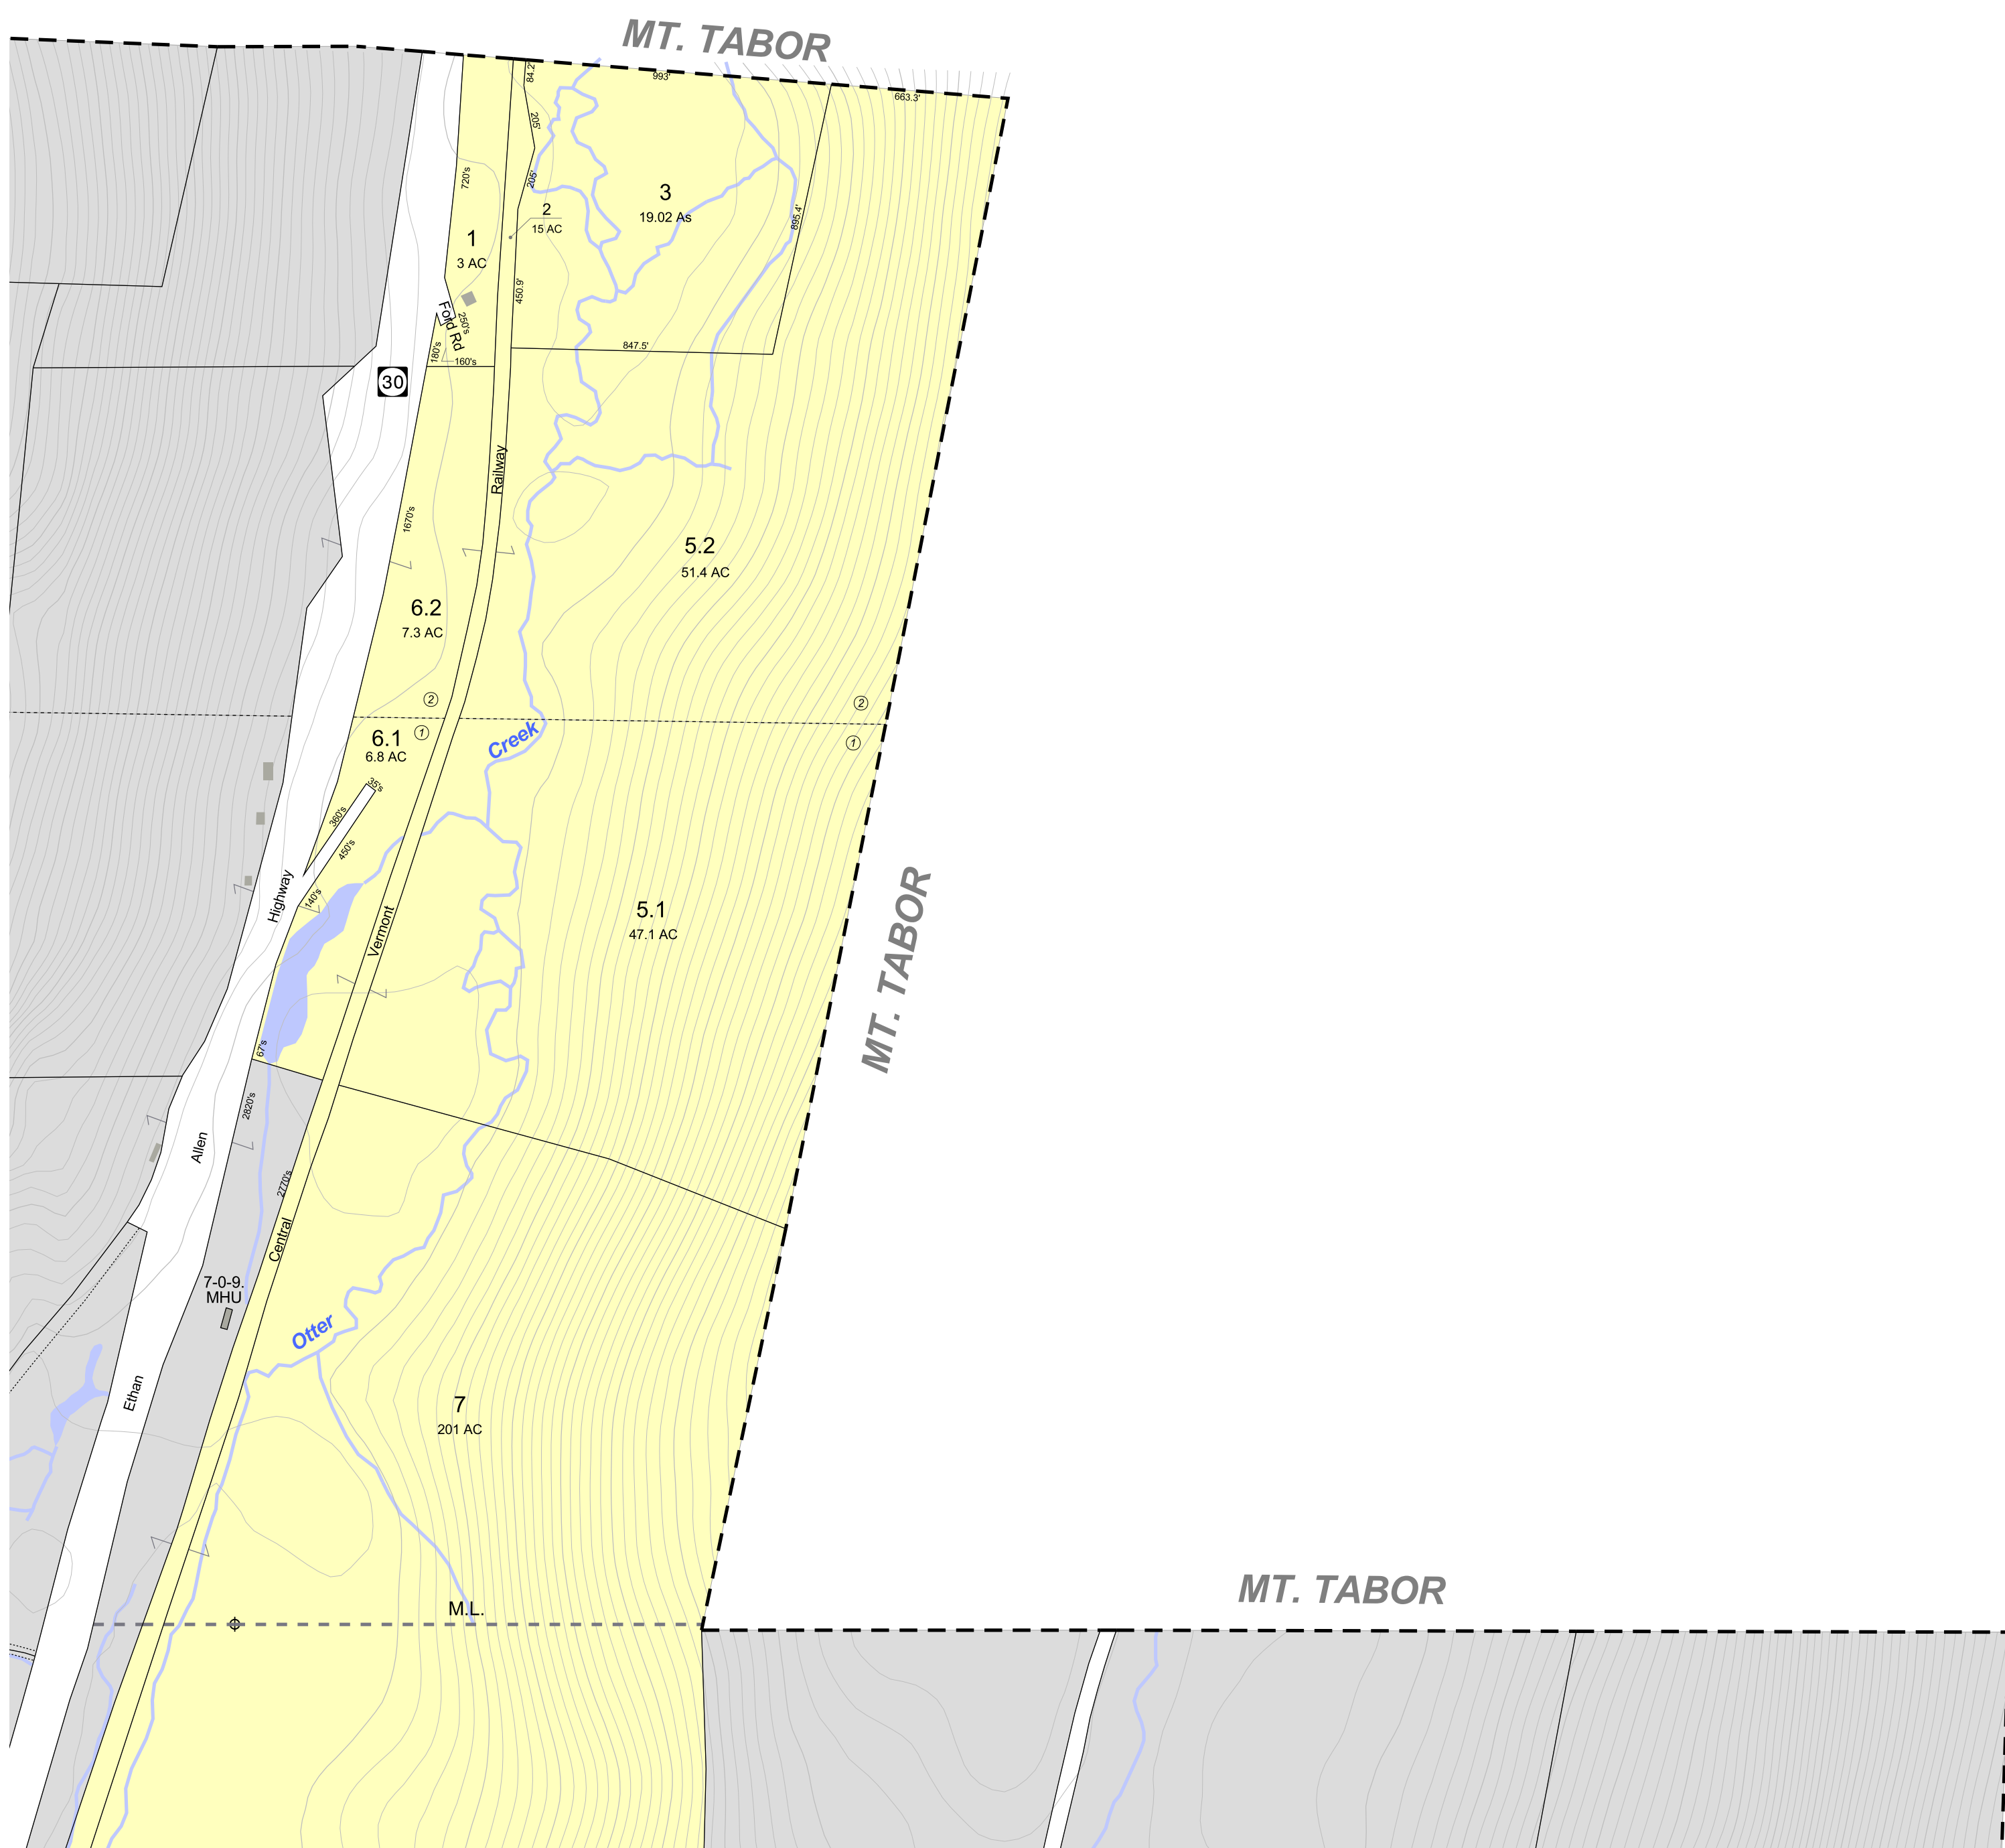 MT. TABOR
84.2'
993'
663.3'
205'
720's
205'
3
19.02 As
2
15 AC
895.4'
1
3 AC
450.9'
Ford Rd
250's
180's
160's
847.5'
30
Railway
1670's
5.2
51.4 AC
6.2
7.3 AC
2
2
1
1
6.1
6.8 AC
Creek
35's
360's
450's
Highway
140's
Vermont
5.1
47.1 AC
MT. TABOR
67's
2820's
Allen
2770's
Central
7-0-9.
MHU
Otter
Ethan
7
201 AC
M.L.
MT. TABOR